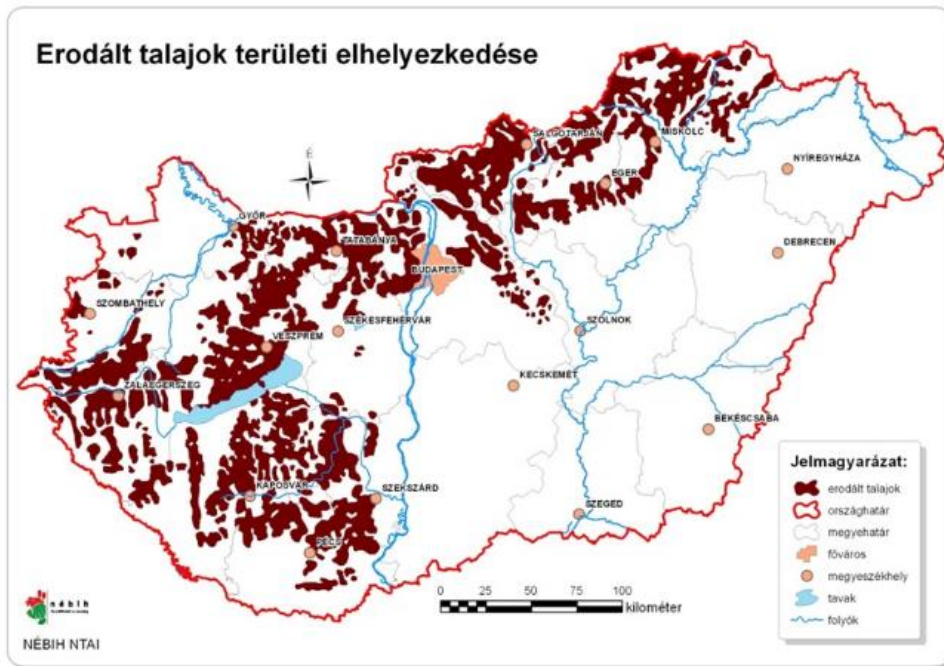 Erodált talajok területi elhelyezkedése
É
SALGÓTARJÁN
MISKOLC
NYÍREGYHÁZA
EGER
GYŐR
TATABÁNYA
DEBRECEN
BUDAPEST
SZOMBATHELY
SZÉKESFEHÉRVÁR
SZOLNOK
VESZPRÉM
KECSKEMÉT
ZALAEGERSZEG
BÉKÉSCSABA
KAPOSVÁR
SZEKSZÁRD
SZEGED
PÉCS
Jelmagyarázat:
erodált talajok
országhatár
megyehatár
főváros
megyeszékhely
tavak
folyók
0 25 50 75 100
kilométer
nébih
NÉBIH NTAI